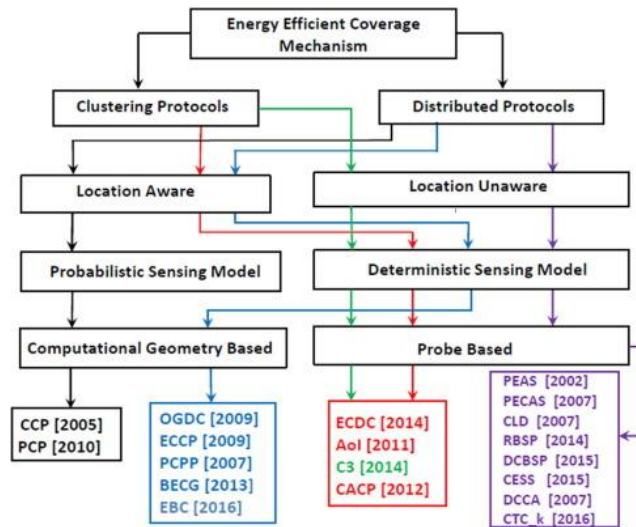 Energy Efficient Coverage
Mechanism
Clustering Protocols
Distributed Protocols
Location Aware
Location Unaware
Probabilistic Sensing Model
Deterministic Sensing Model
Computational Geometry Based
Probe Based
CCP [2005]
PCP [2010]
OGDC [2009]
ECCP [2009]
PCPP [2007]
BECG [2013]
EBC [2016]
ECDC [2014]
AoI [2011]
C3 [2014]
CACP [2012]
PEAS [2002]
PECAS [2007]
CLD [2007]
RBSP [2014]
DCBSP [2015]
CESS [2015]
DCCA [2007]
CTC_k [2016]